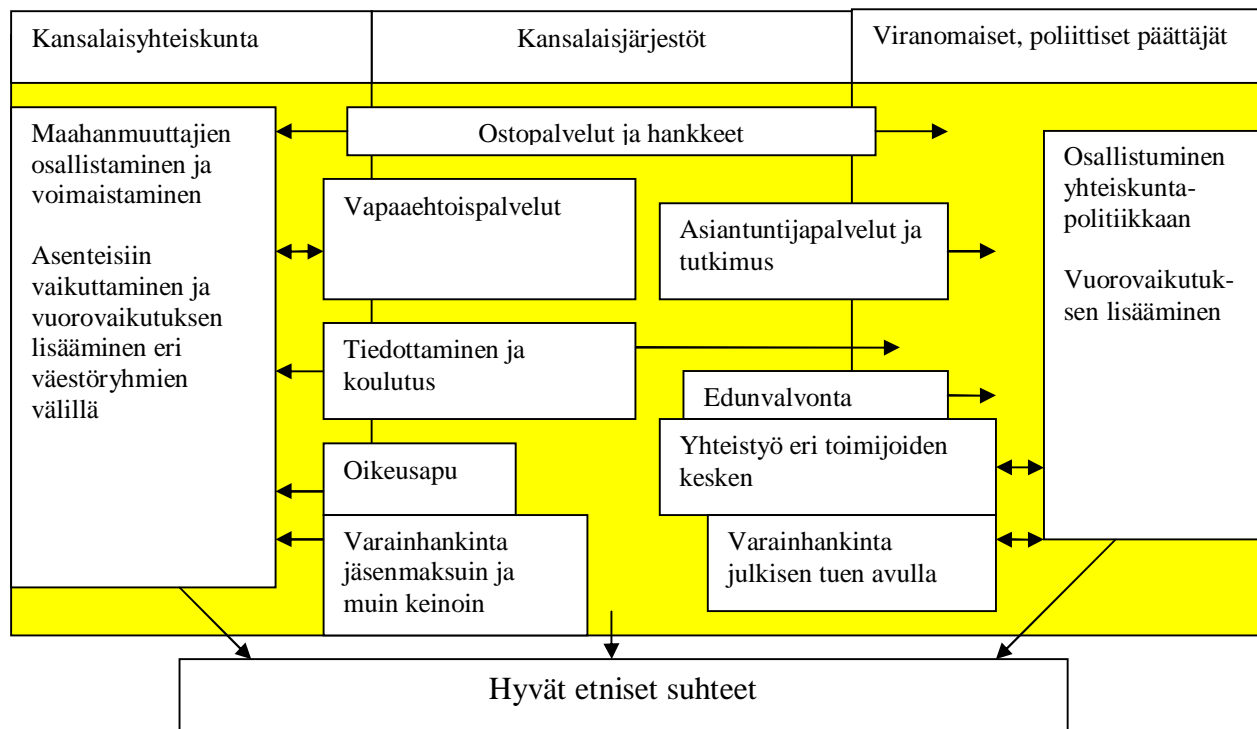 Kansalaisyhteiskunta
Kansalaisjärjestöt
Viranomaiset, poliittiset päättäjät
Maahanmuuttajien
osallistaminen ja
voimaistaminen
Asenteisiin
vaikuttaminen ja
vuorovaikutuksen
lisääminen eri
väestöryhmien
välillä
Ostopalvelut ja hankkeet
Vapaaehtoispalvelut
Asiantuntijapalvelut ja
tutkimus
Tiedottaminen ja
koulutus
Edunvalvonta
Yhteistyö eri toimijoiden
kesken
Oikeusapu
Varainhankinta
jäsenmaksuin ja
muin keinoin
Varainhankinta
julkisen tuen avulla
Osallistuminen
yhteiskunta-
politiikkaan
Vuorovaikutuk-
sen lisääminen
Hyvät etniset suhteet